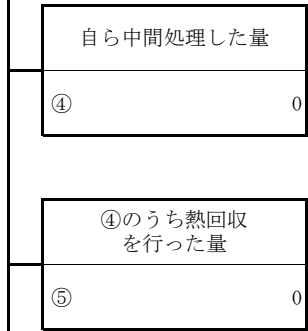 自ら中間処理した量
④ 0
④のうち熱回収
を行った量
⑤ 0